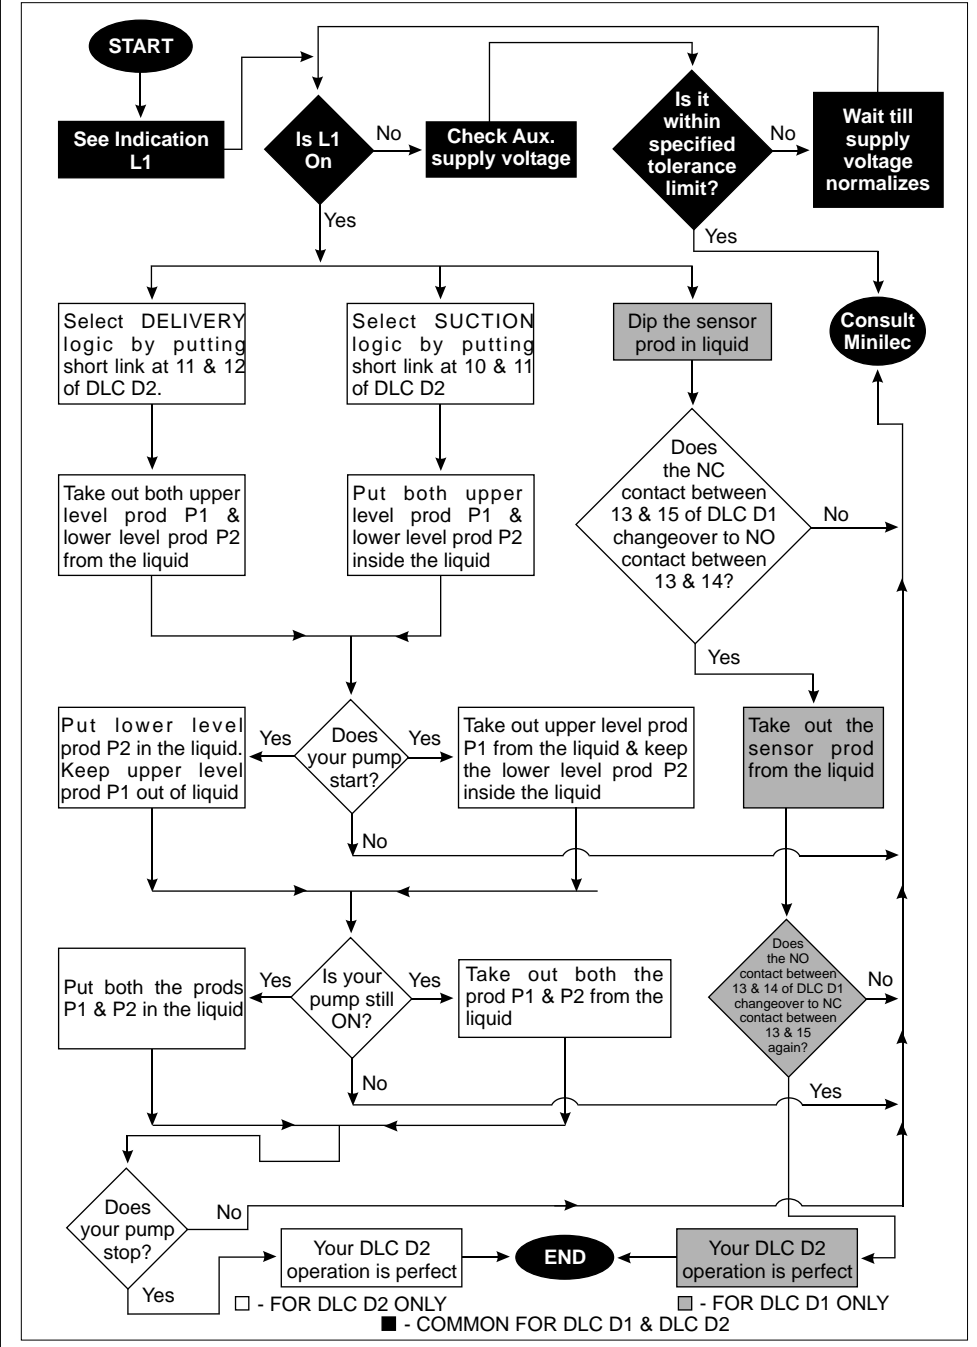 START
See Indication
L1
Is L1
On
No
Check Aux.
supply voltage
Is it
within
specified
tolerance
limit?
No
Wait till
supply
voltage
normalizes
Yes
Yes
Select DELIVERY
logic by putting
short link at 11 & 12
of DLC D2.
Select SUCTION
logic by putting
short link at 10 & 11
of DLC D2
Dip the sensor
prod in liquid
Consult
Minilec
Take out both upper
level prod P1 &
lower level prod P2
from the liquid
Put both upper
level prod P1 &
lower level prod P2
inside the liquid
Does
the NC
contact between
13 & 15 of DLC D1
changeover to NO
contact between
13 & 14?
No
Yes
Put lower level
prod P2 in the liquid.
Keep upper level
prod P1 out of liquid
Yes
Does
your pump
start?
Yes
Take out upper level prod
P1 from the liquid & keep
the lower level prod P2
inside the liquid
Take out the
sensor prod
from the liquid
No
Put both the prods
P1 & P2 in the liquid
Yes
Is your
pump still
ON?
Yes
Take out both the
prod P1 & P2 from the
liquid
Does
the NO
contact between
13 & 14 of DLC D1
changeover to NC
contact between
13 & 15
again?
No
No
Yes
Does
your pump
stop?
No
Yes
Your DLC D2
operation is perfect
END
Your DLC D2
operation is perfect
- FOR DLC D2 ONLY
- FOR DLC D1 ONLY
- COMMON FOR DLC D1 & DLC D2